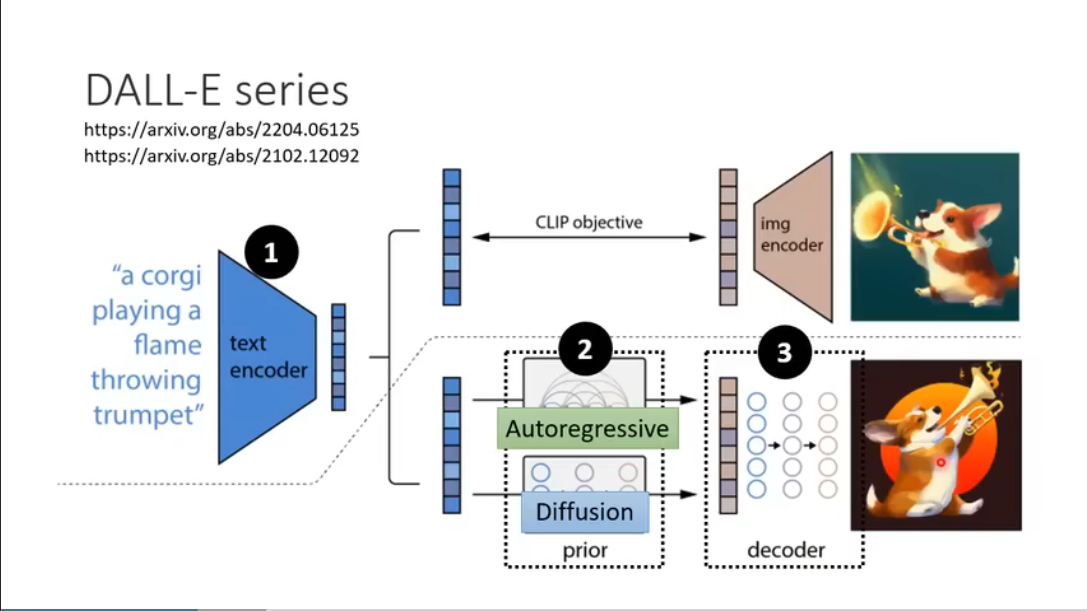 DALL-E series
https://arxiv.org/abs/2204.06125
https://arxiv.org/abs/2102.12092
CLIP objective
img
encoder
1
“a corgi
playing a
flame
throwing
trumpet”
text
encoder
2
3
Autoregressive
Diffusion
prior
decoder